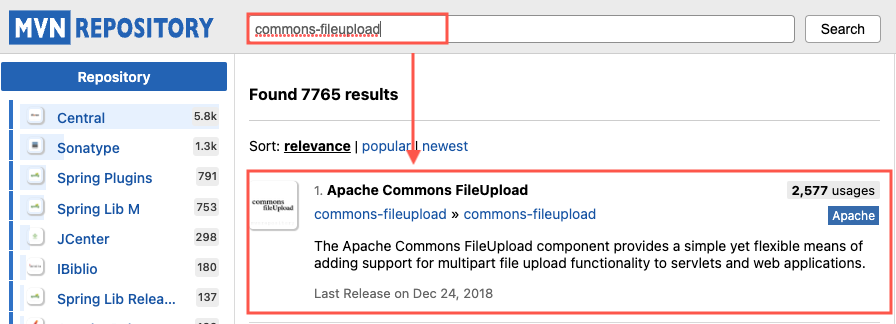 MVN REPOSITORY
commons-fileupload
Search
Repository
Central 5.8k
Sonatype 1.3k
Spring Plugins 791
Spring Lib M 753
JCenter 298
IBiblio 180
Spring Lib Relea... 137
Found 7765 results
Sort: relevance | popular | newest
commons
fileUpload
1. Apache Commons FileUpload
2,577 usages
commons-fileupload » commons-fileupload
Apache
The Apache Commons FileUpload component provides a simple yet flexible means of
adding support for multipart file upload functionality to servlets and web applications.
Last Release on Dec 24, 2018